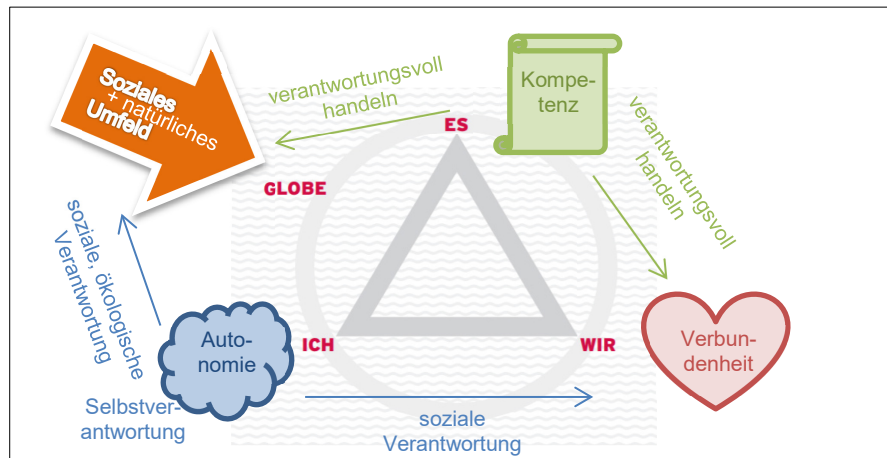 Soziales
+ natürliches
Umfeld
verantwortungsvoll
handeln
Kompe-
tenz
verantwortungsvoll
handeln
ES
GLOBE
soziale, ökologische
Verantwortung
Auto-
nomie
ICH
WIR
Verbun-
denheit
Selbstver-
antwortung
soziale
Verantwortung